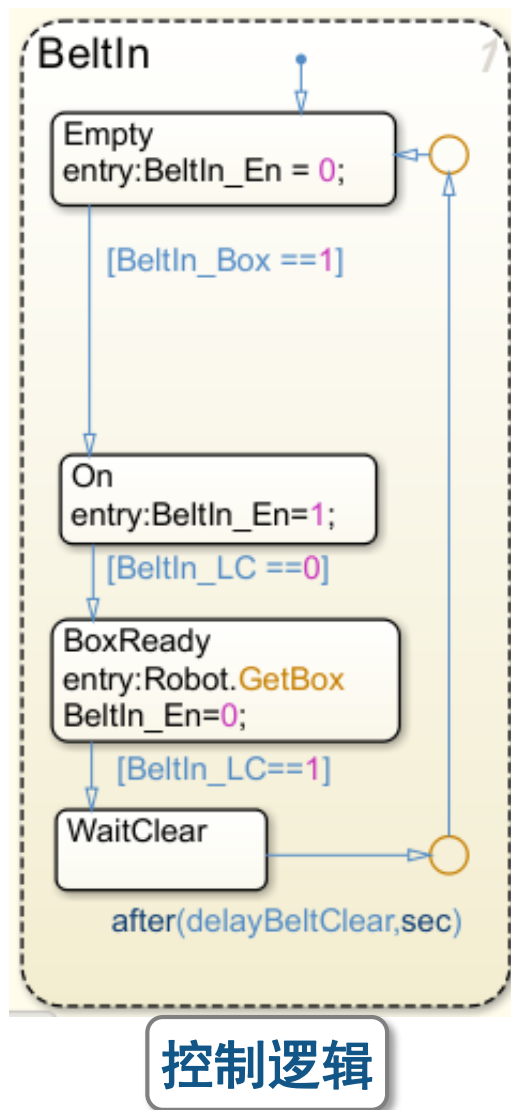 BeltIn
1
Empty
entry:BeltIn_En = 0;
[BeltIn_Box ==1]
On
entry:BeltIn_En=1;
[BeltIn_LC ==0]
BoxReady
entry:Robot.GetBox
BeltIn_En=0;
[BeltIn_LC==1]
WaitClear
after(delayBeltClear,sec)
控制逻辑